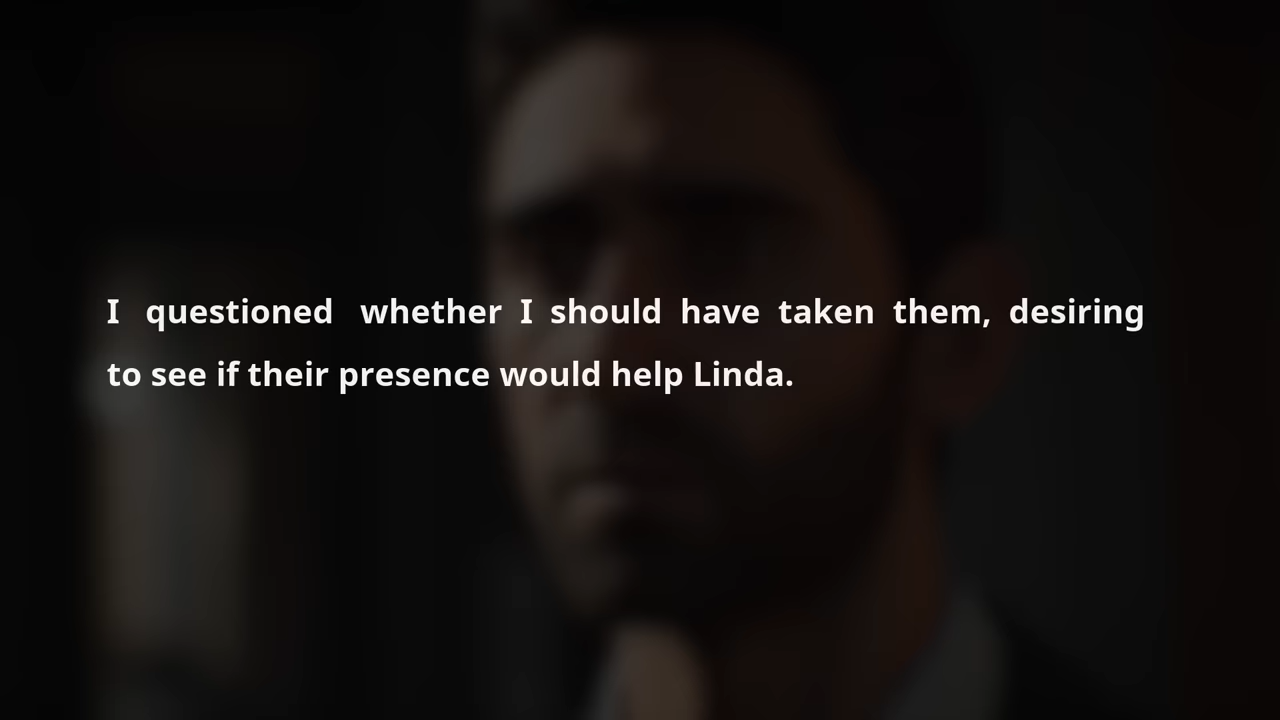 I questioned whether I should have taken them, desiring
to see if their presence would help Linda.